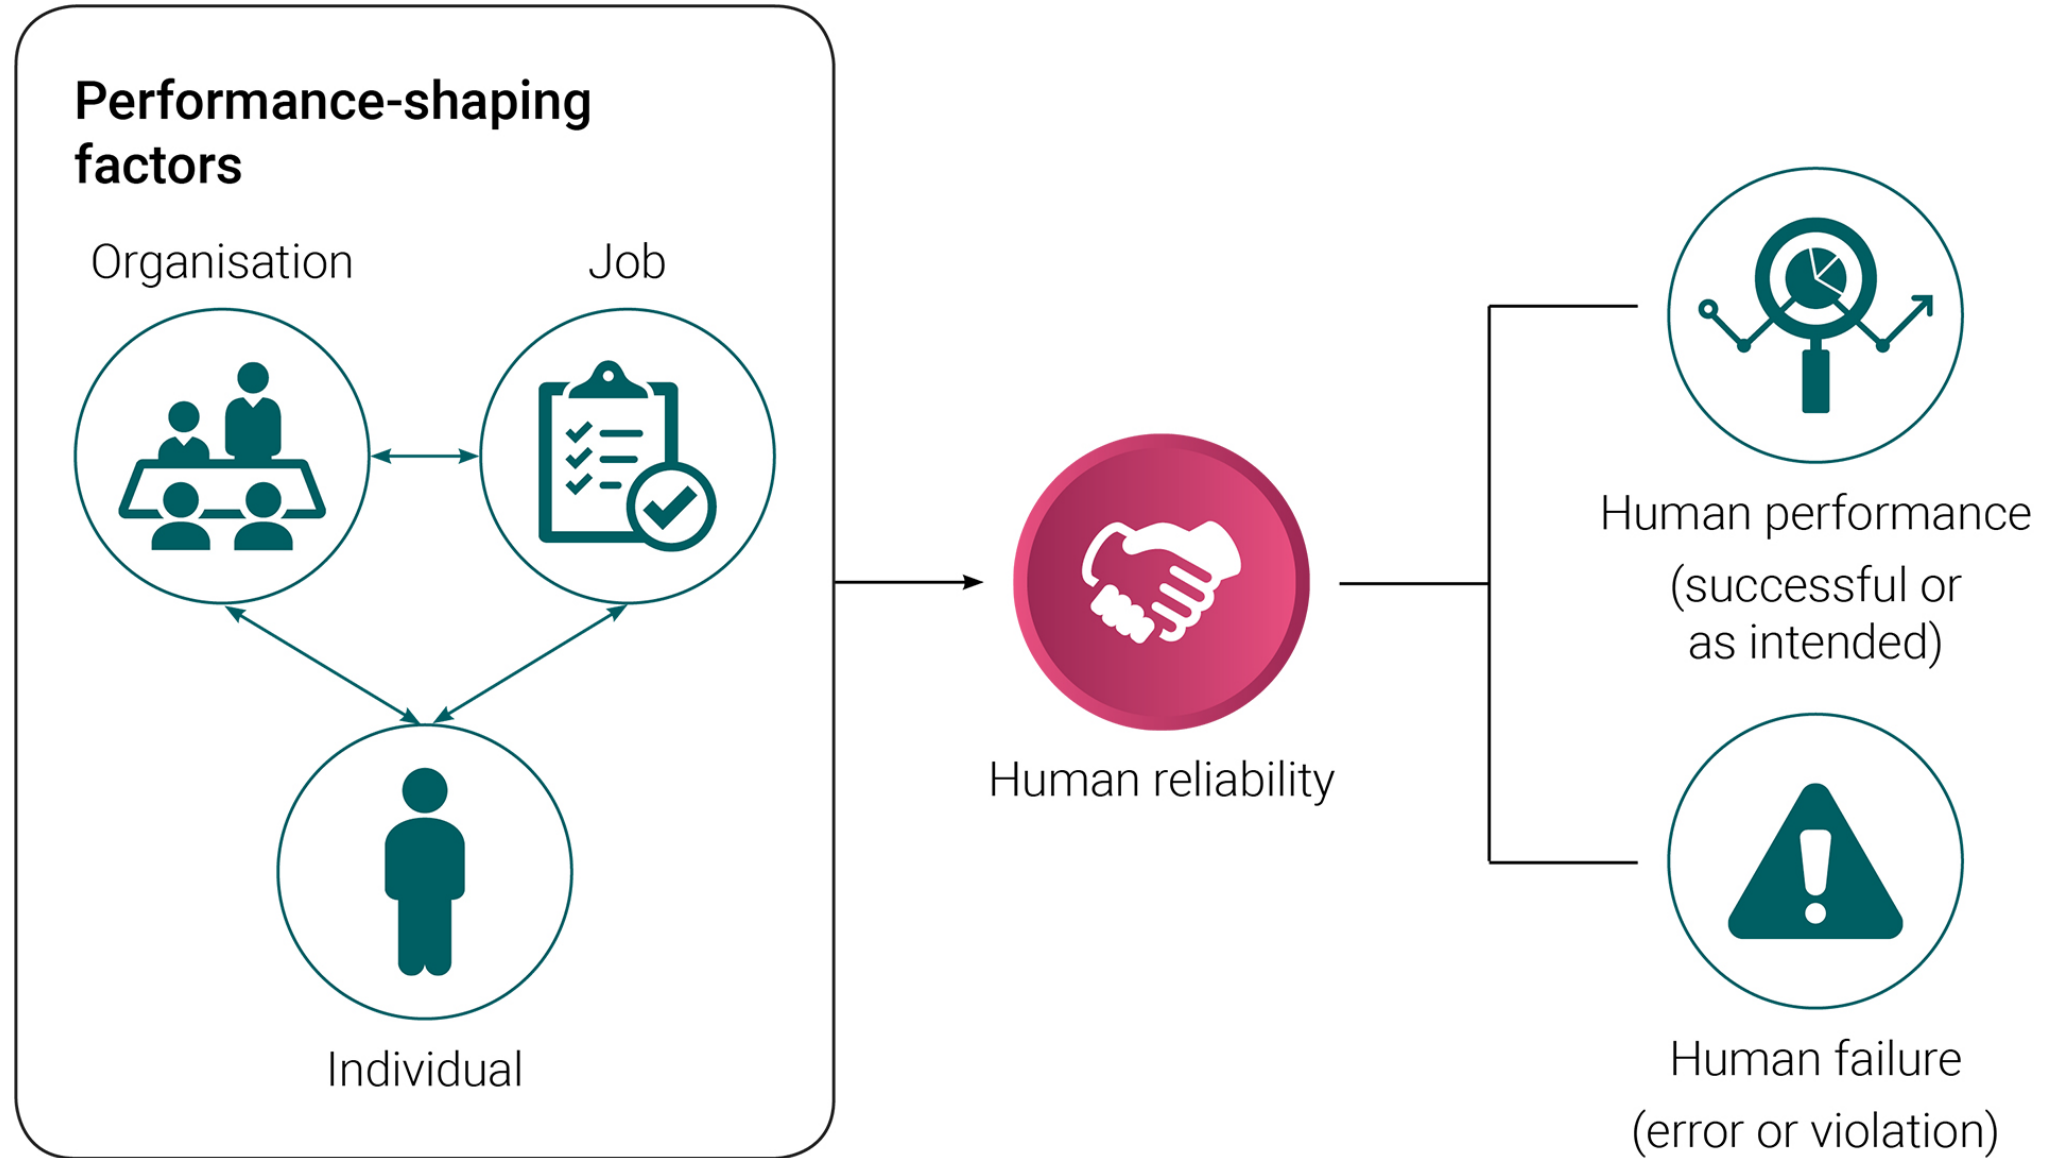 Performance-shaping
factors
Organisation
Job
Individual
Human reliability
Human performance
(successful or
as intended)
Human failure
(error or violation)